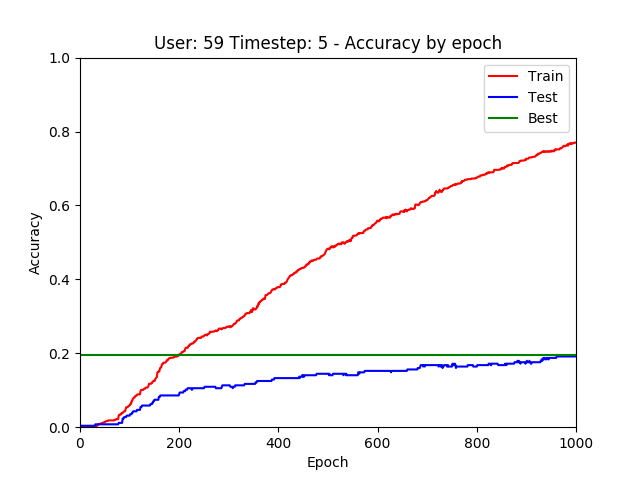 User: 59 Timestep: 5 - Accuracy by epoch
1.0
0.8
0.6
0.4
0.2
0.0
Accuracy
Train
Test
Best
0 200 400 600 800 1000
Epoch